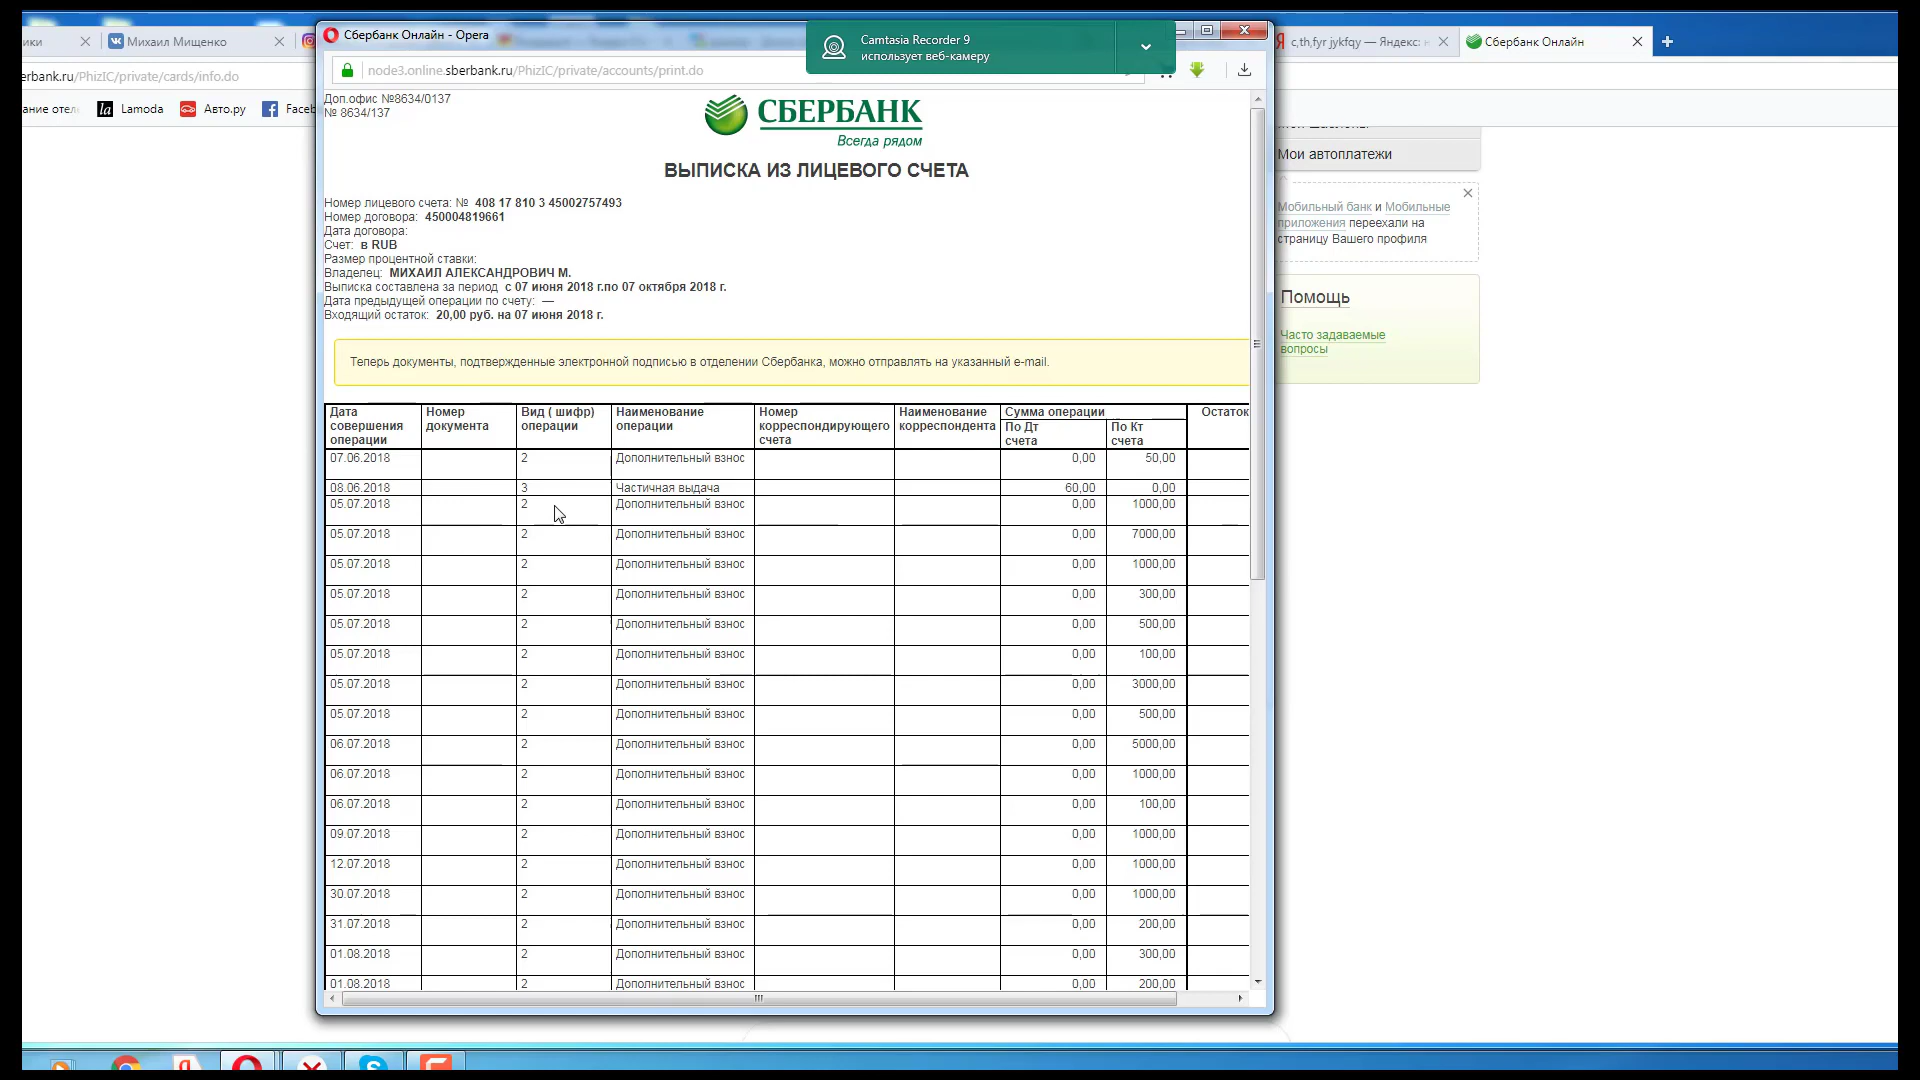 Михаил Мищенко
Сбербанк Онлайн - Opera
Camtasia Recorder 9
использует веб-камеру
c,th,fyr jykfqy — Яндекс:
Сбербанк Онлайн
erbank.ru/PhizIC/private/cards/info.do
node3.online.sberbank.ru/PhizIC/private/accounts/print.do
Lamoda
Авто.ру
Faceb
Доп.офис №8634/0137
№ 8634/137
СБЕРБАНК
Всегда рядом
ВЫПИСКА ИЗ ЛИЦЕВОГО СЧЕТА
Номер лицевого счета: № 408 17 810 3 45002757493
Номер договора: 450004819661
Дата договора:
Счет: в RUB
Размер процентной ставки:
Владелец: МИХАИЛ АЛЕКСАНДРОВИЧ М.
Выписка составлена за период с 07 июня 2018 г.по 07 октября 2018 г.
Дата предыдущей операции по счету: —
Входящий остаток: 20,00 руб. на 07 июня 2018 г.
Теперь документы, подтвержденные электронной подписью в отделении Сбербанка, можно отправлять на указанный e-mail.
Дата совершения операции Номер документа Вид ( шифр) операции Наименование операции Номер корреспондирующего счета Наименование корреспондента Сумма операции По Дт счета По Кт счета Остаток
07.06.2018 2 Дополнительный взнос 0,00 50,00
08.06.2018 3 Частичная выдача 60,00 0,00
05.07.2018 2 Дополнительный взнос 0,00 1000,00
05.07.2018 2 Дополнительный взнос 0,00 7000,00
05.07.2018 2 Дополнительный взнос 0,00 1000,00
05.07.2018 2 Дополнительный взнос 0,00 300,00
05.07.2018 2 Дополнительный взнос 0,00 500,00
05.07.2018 2 Дополнительный взнос 0,00 100,00
05.07.2018 2 Дополнительный взнос 0,00 3000,00
05.07.2018 2 Дополнительный взнос 0,00 500,00
06.07.2018 2 Дополнительный взнос 0,00 5000,00
06.07.2018 2 Дополнительный взнос 0,00 1000,00
06.07.2018 2 Дополнительный взнос 0,00 100,00
09.07.2018 2 Дополнительный взнос 0,00 1000,00
12.07.2018 2 Дополнительный взнос 0,00 1000,00
30.07.2018 2 Дополнительный взнос 0,00 1000,00
31.07.2018 2 Дополнительный взнос 0,00 200,00
01.08.2018 2 Дополнительный взнос 0,00 300,00
01.08.2018 2 Дополнительный взнос 0,00 200,00
Мои автоплатежи
Мобильный банк и Мобильные
приложения переехали на
страницу Вашего профиля
Помощь
Часто задаваемые
вопросы